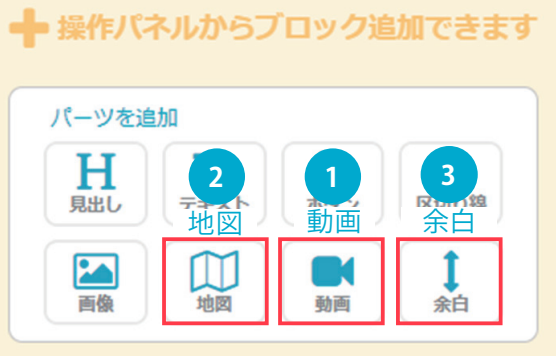 操作パネルからブロック追加できます
パーツを追加
H
見出し
2
地図
1
動画
3
余白
画像
地図
動画
余白